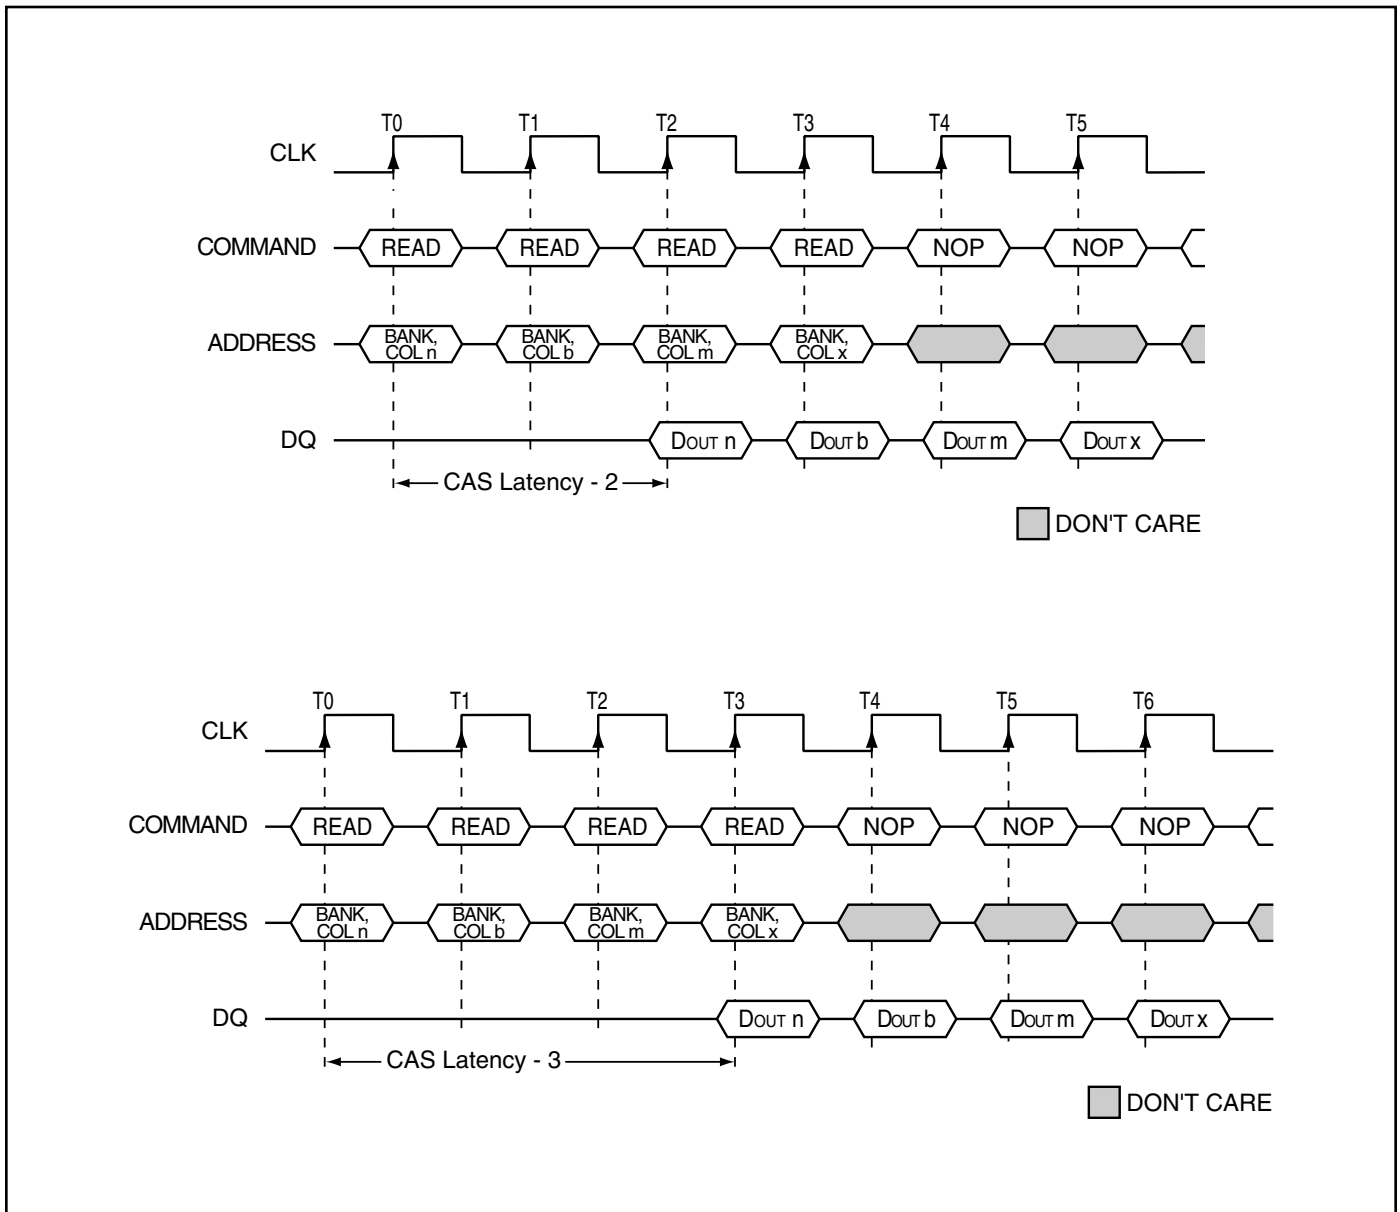 T0 T1 T2 T3 T4 T5
CLK
COMMAND READ READ READ READ NOP NOP
ADDRESS BANK, COL n BANK, COL b BANK, COL m BANK, COL x
DQ DOUT n DOUT b DOUT m DOUT x
CAS Latency - 2
DON'T CARE
T0 T1 T2 T3 T4 T5 T6
CLK
COMMAND READ READ READ READ NOP NOP NOP
ADDRESS BANK, COL n BANK, COL b BANK, COL m BANK, COL x
DQ DOUT n DOUT b DOUT m DOUT x
CAS Latency - 3
DON'T CARE